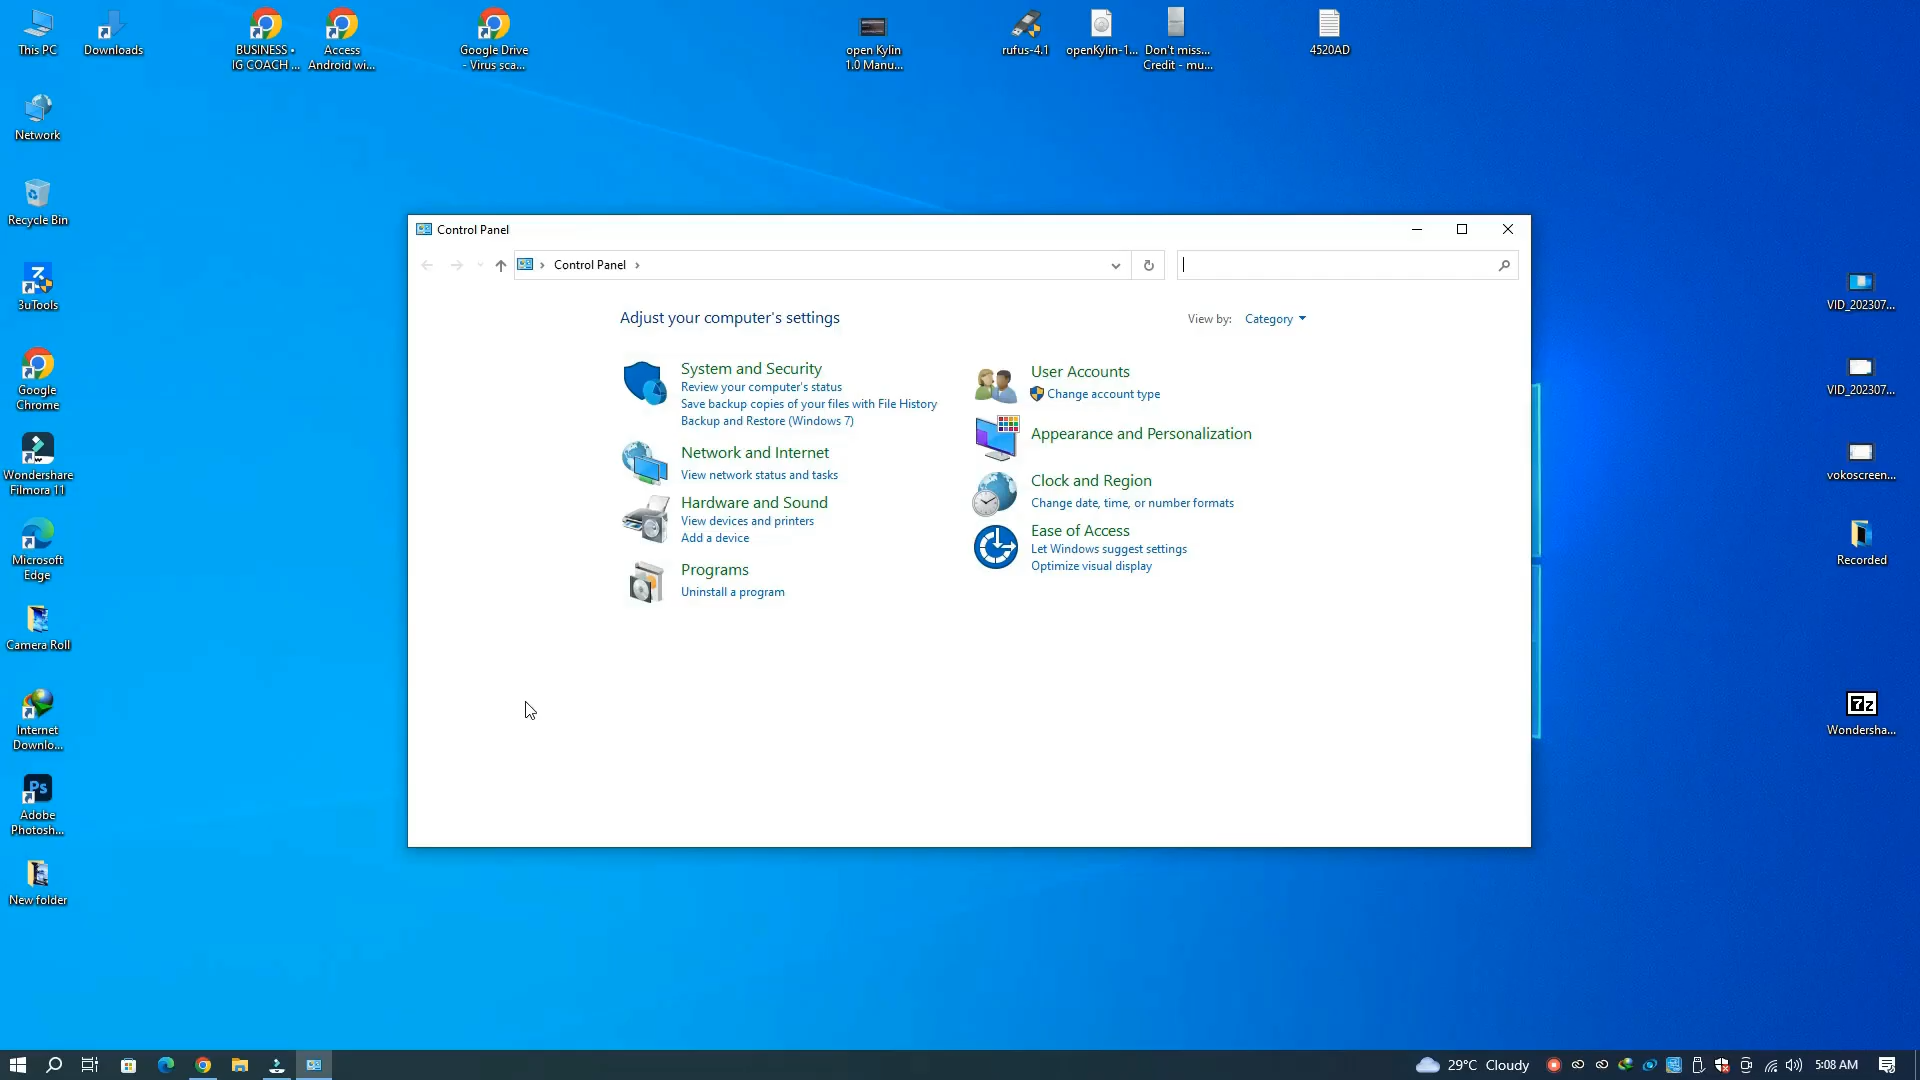 This PC
Downloads
BUSINESS •
IG COACH ...
Access
Android wi...
Google Drive
- Virus sca...
open Kylin
1.0 Manu...
rufus-4.1
openKylin-1...
Don't miss...
Credit - mu...
4520AD
Network
Recycle Bin
3uTools
Google
Chrome
Wondershare
Filmora 11
Microsoft
Edge
Camera Roll
Internet
Downlo...
Adobe
Photosh...
New folder
Control Panel
Control Panel
Adjust your computer's settings
View by:
Category
System and Security
Review your computer's status
Save backup copies of your files with File History
Backup and Restore (Windows 7)
Network and Internet
View network status and tasks
Hardware and Sound
View devices and printers
Add a device
Programs
Uninstall a program
User Accounts
Change account type
Appearance and Personalization
Clock and Region
Change date, time, or number formats
Ease of Access
Let Windows suggest settings
Optimize visual display
VID_202307...
VID_202307...
vokoscreen...
Recorded
7z
Wondersha...
Ps
29°C Cloudy
5:08 AM